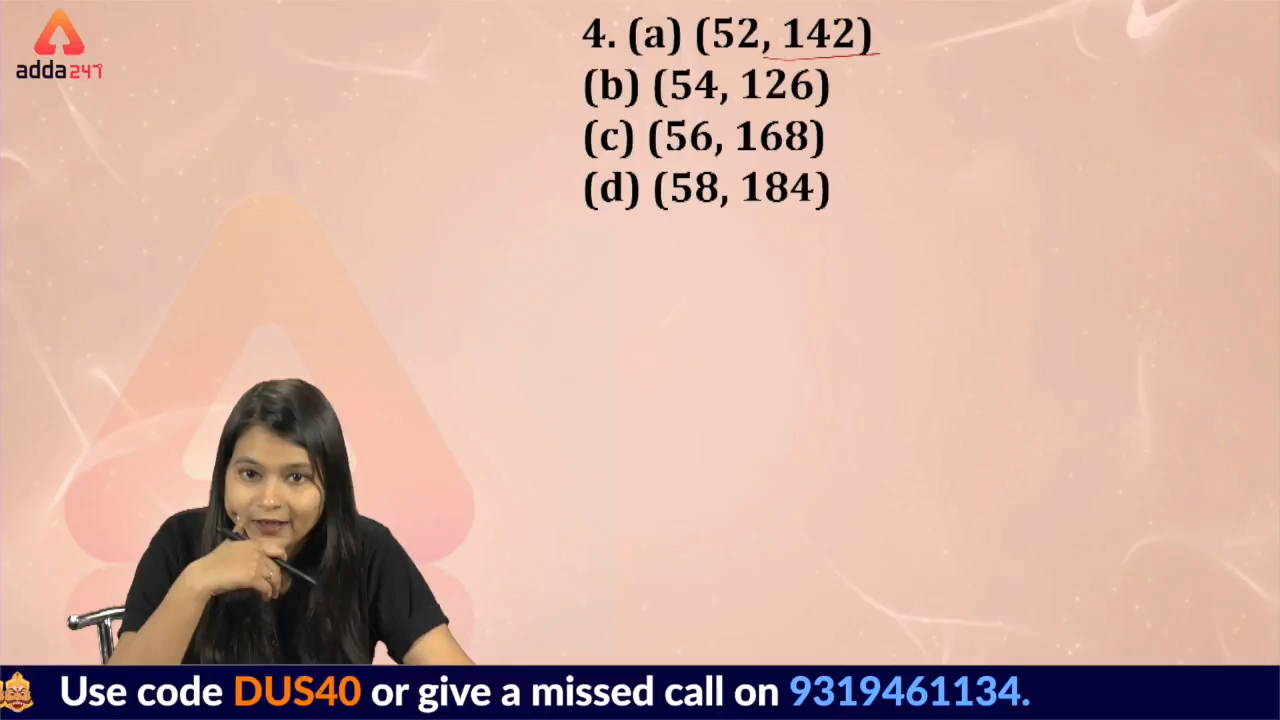 adda247
4. (a) (52, 142)
(b) (54, 126)
(c) (56, 168)
(d) (58, 184)
Use code DUS40 or give a missed call on 9319461134.